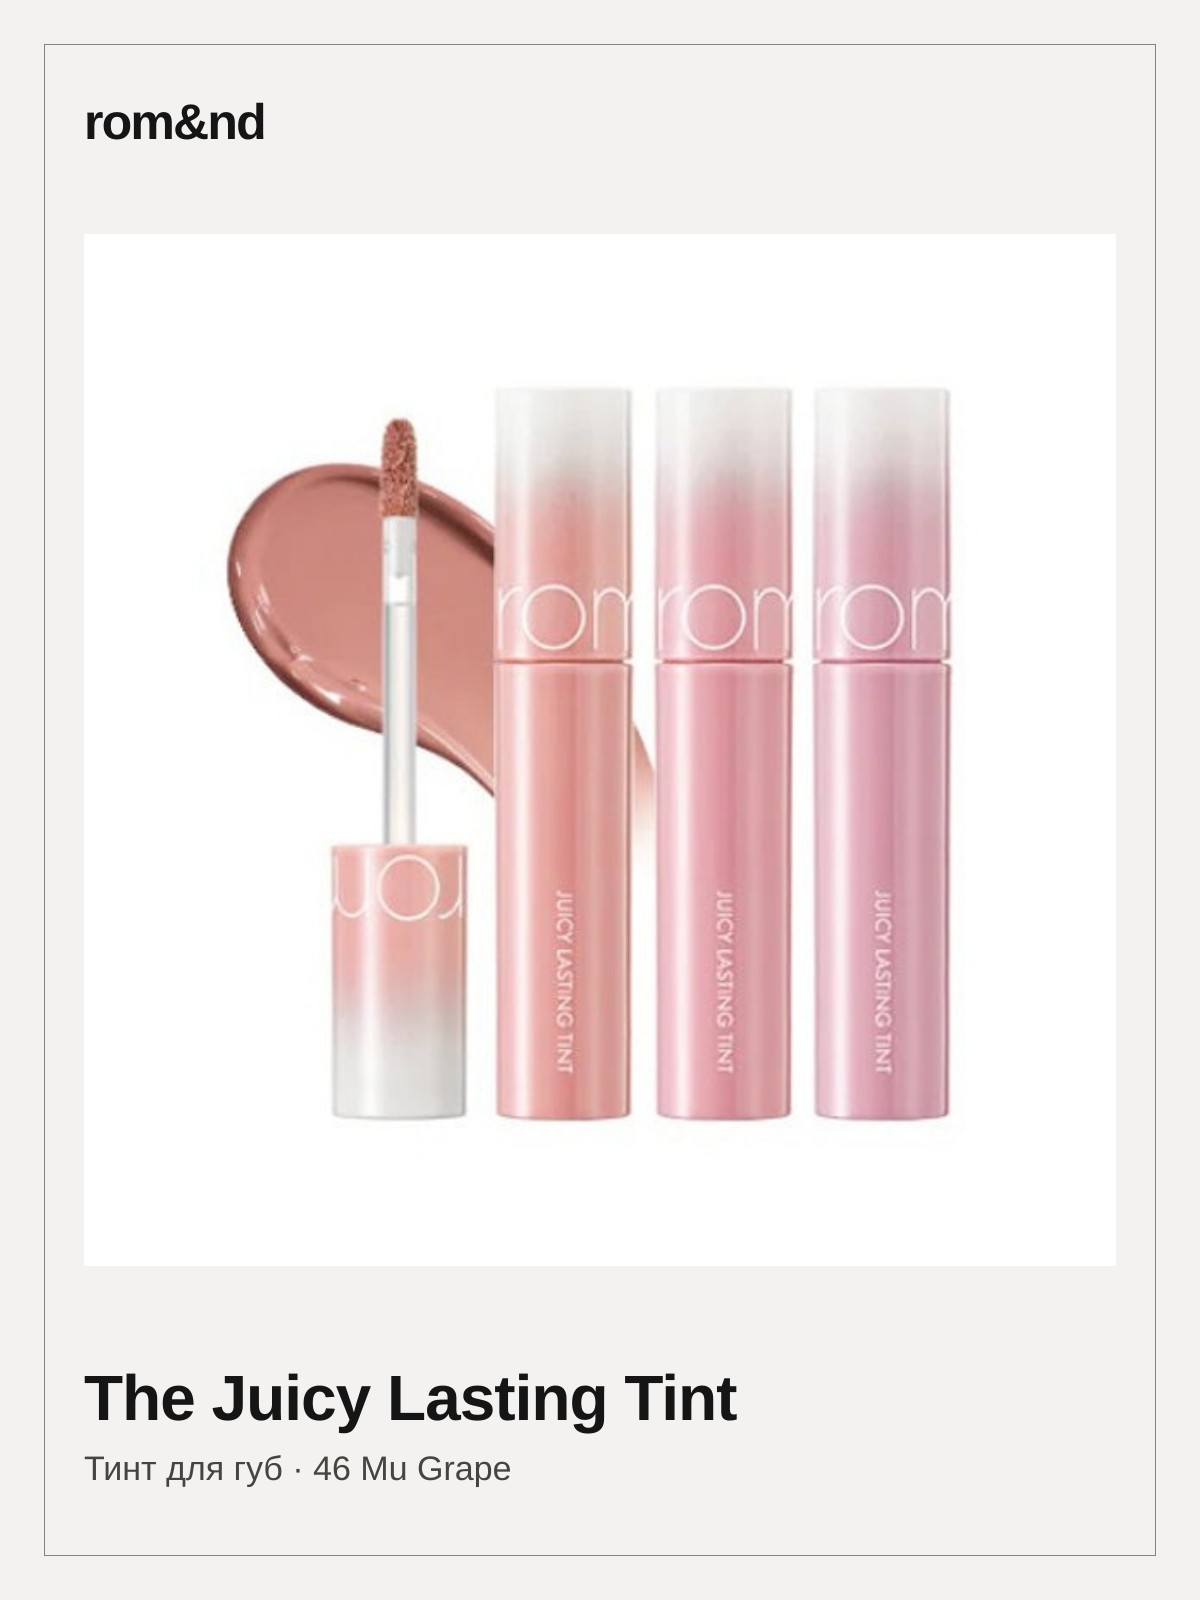 rom&nd
rom
rom
rom
rom
JUICY LASTING TINT
JUICY LASTING TINT
JUICY LASTING TINT
The Juicy Lasting Tint
Тинт для губ · 46 Mu Grape